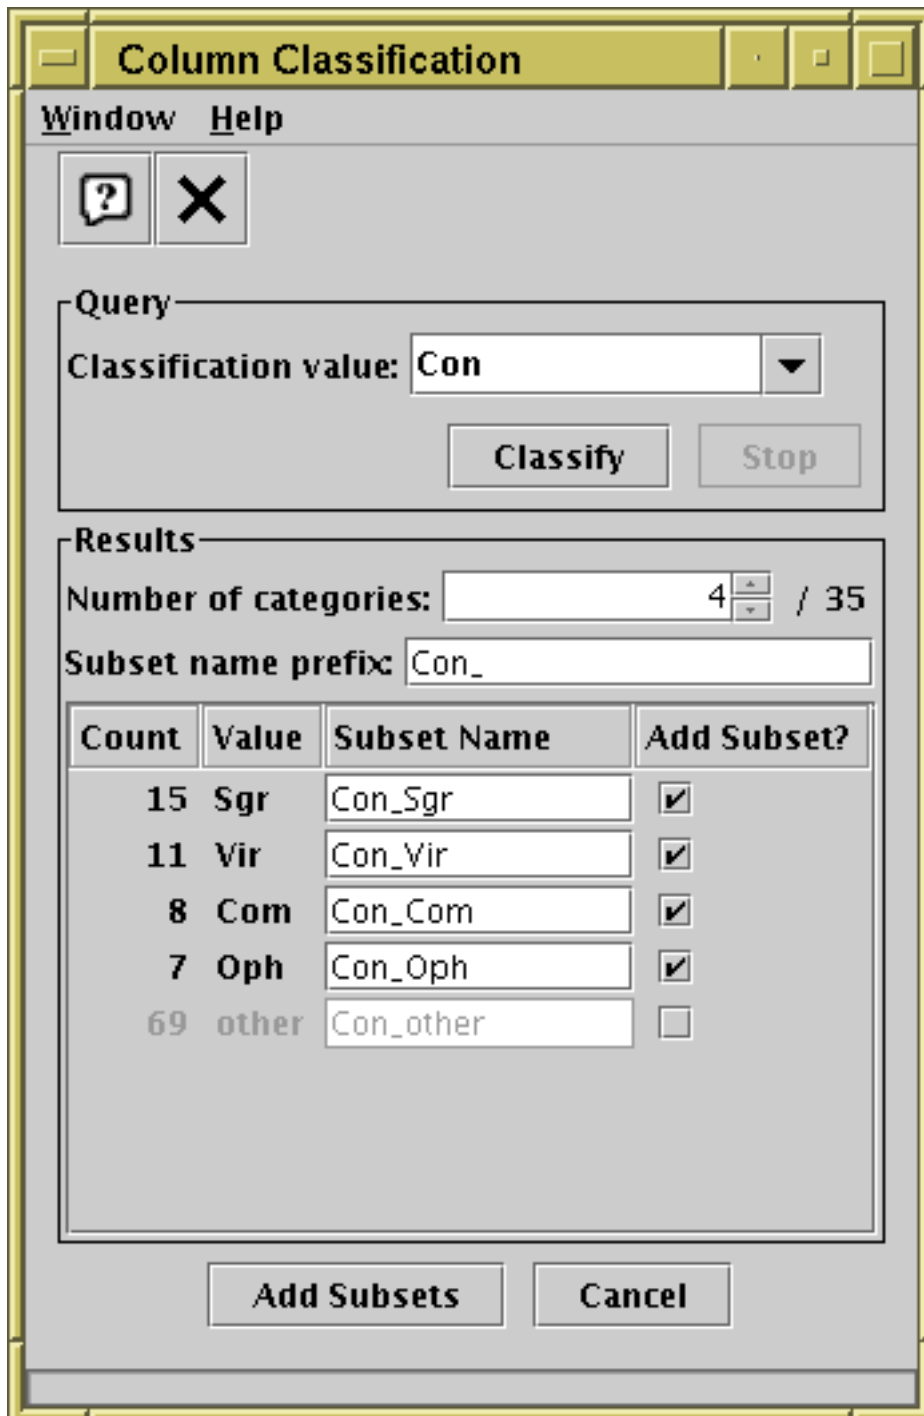 Column Classification
Window Help
?
Query
Classification value: Con
Classify Stop
Results
Number of categories: 4 / 35
Subset name prefix: Con_
Count Value Subset Name Add Subset?
15 Sgr Con_Sgr
11 Vir Con_Vir
8 Com Con_Com
7 Oph Con_Oph
69 other Con_other
Add Subsets Cancel